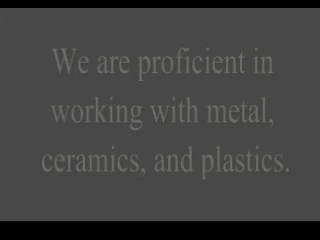 We are proficient in
working with metal,
ceramics, and plastics.